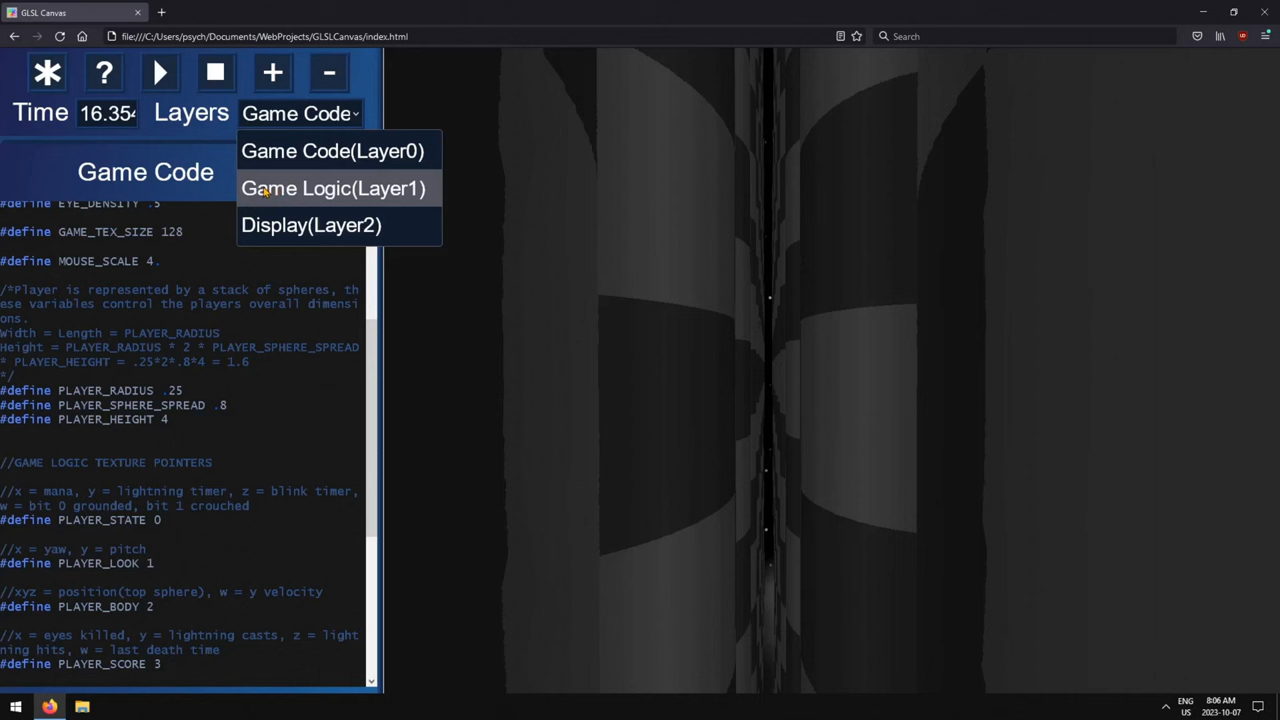 GLSL Canvas
file:///C:/Users/psych/Documents/WebProjects/GLSLCanvas/index.html
Search
? + -
Time 16.354 Layers Game Code
Game Code(Layer0)
Game Logic(Layer1)
Display(Layer2)
Game Code
#define EYE_DENSITY .5
#define GAME_TEX_SIZE 128
#define MOUSE_SCALE 4.
/*Player is represented by a stack of spheres, t
ese variables control the players overall dimensi
ons.
Width = Length = PLAYER_RADIUS
Height = PLAYER_RADIUS * 2 * PLAYER_SPHERE_SPREAD
* PLAYER_HEIGHT = .25*2*.8*4 = 1.6
*/
#define PLAYER_RADIUS .25
#define PLAYER_SPHERE_SPREAD .8
#define PLAYER_HEIGHT 4
//GAME LOGIC TEXTURE POINTERS
//x = mana, y = lightning timer, z = blink timer,
w = bit 0 grounded, bit 1 crouched
#define PLAYER_STATE 0
//x = yaw, y = pitch
#define PLAYER_LOOK 1
//xyz = position(top sphere), w = y velocity
#define PLAYER_BODY 2
//x = eyes killed, y = lightning casts, z = light
ning hits, w = last death time
#define PLAYER_SCORE 3
ENG
US
8:06 AM
2023-10-07